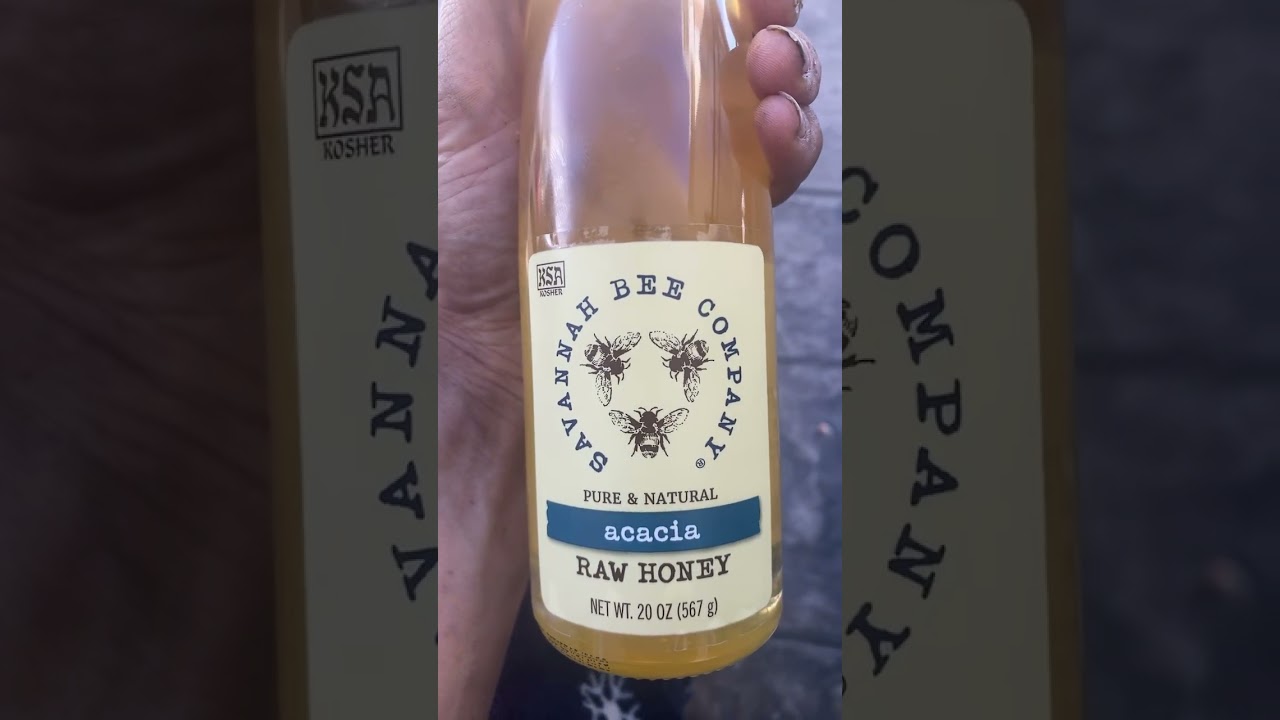 KSA
KOSHER
SAVANNAH BEE COMPANY®
PURE & NATURAL
acacia
RAW HONEY
NET WT. 20 OZ (567 g)